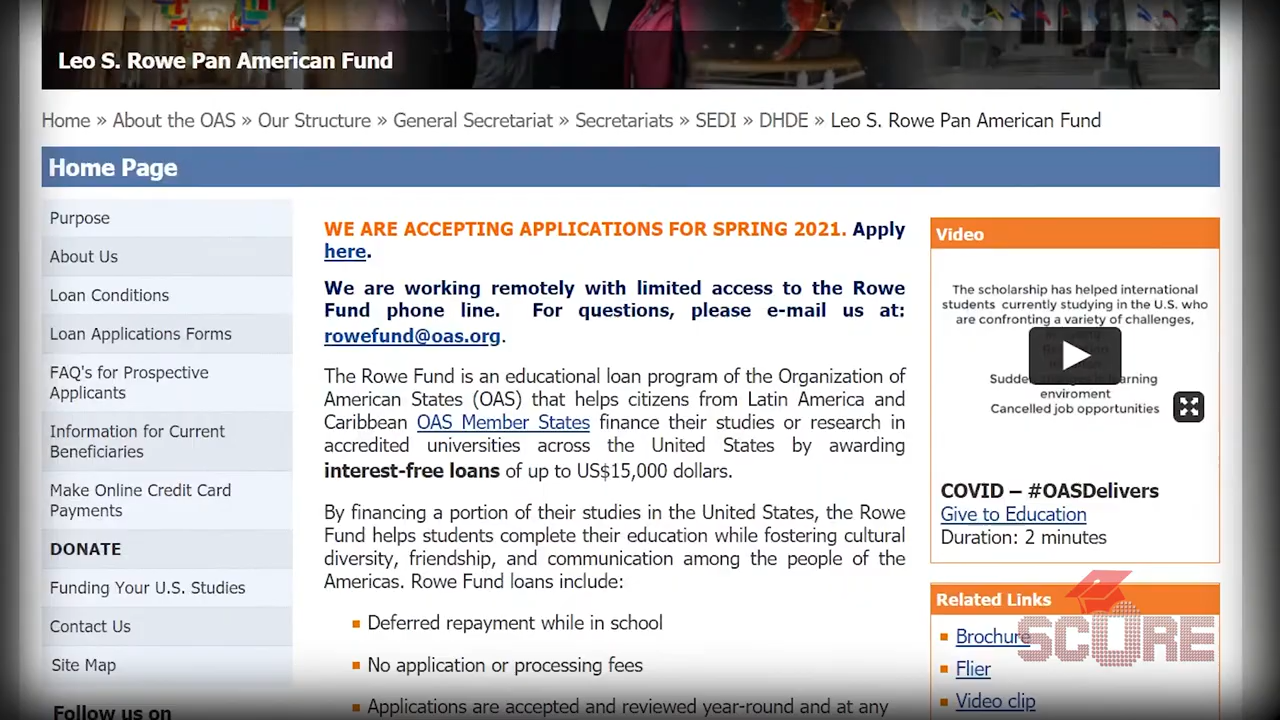 Leo S. Rowe Pan American Fund
Home » About the OAS » Our Structure » General Secretariat » Secretariats » SEDI » DHDE » Leo S. Rowe Pan American Fund
Home Page
Purpose
About Us
Loan Conditions
Loan Applications Forms
FAQ's for Prospective
Applicants
Information for Current
Beneficiaries
Make Online Credit Card
Payments
DONATE
Funding Your U.S. Studies
Contact Us
Site Map
Follow us on
WE ARE ACCEPTING APPLICATIONS FOR SPRING 2021. Apply
here.
We are working remotely with limited access to the Rowe
Fund phone line. For questions, please e-mail us at:
rowefund@oas.org.
The Rowe Fund is an educational loan program of the Organization of
American States (OAS) that helps citizens from Latin America and
Caribbean OAS Member States finance their studies or research in
accredited universities across the United States by awarding
interest-free loans of up to US$15,000 dollars.
By financing a portion of their studies in the United States, the Rowe
Fund helps students complete their education while fostering cultural
diversity, friendship, and communication among the people of the
Americas. Rowe Fund loans include:
Deferred repayment while in school
No application or processing fees
Applications are accepted and reviewed year-round and at any
Video
The scholarship has helped international
students currently studying in the U.S. who
are confronting a variety of challenges,
enviroment
Cancelled job opportunities
COVID – #OASDelivers
Give to Education
Duration: 2 minutes
Related Links
Brochure
Flier
Video clip
SCORE